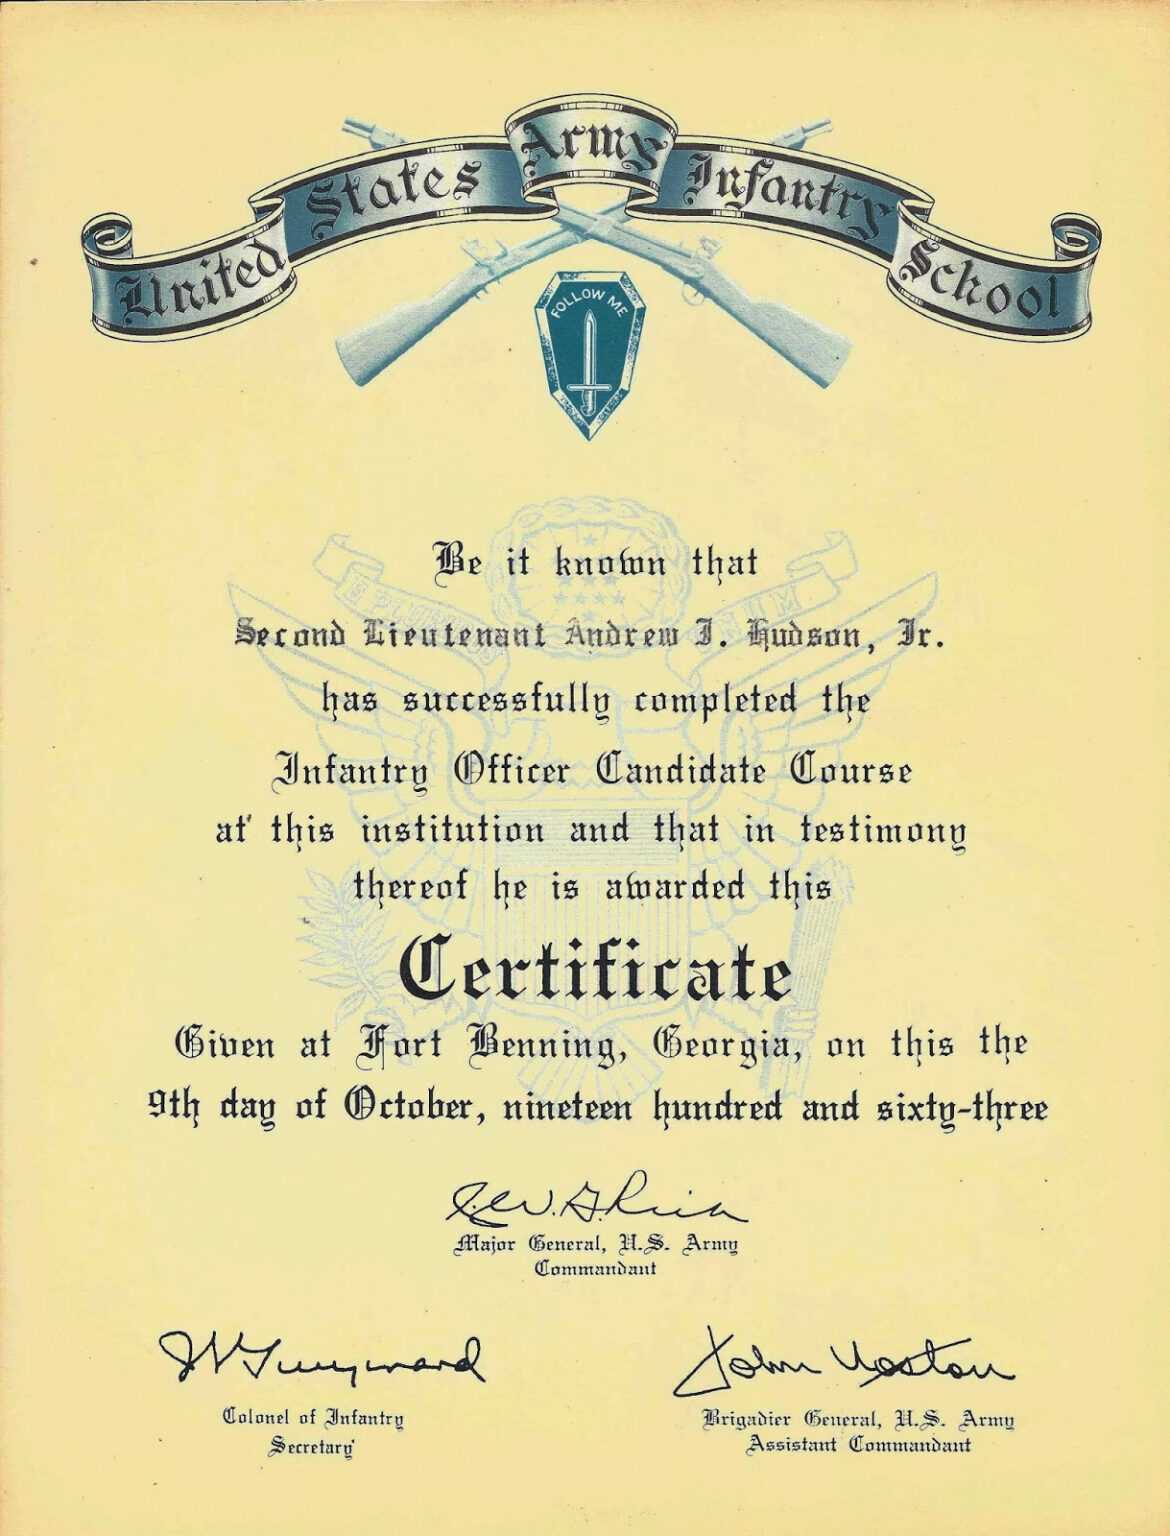 United States Army Infantry School
FOLLOW ME
Be it known that
Second Lieutenant Andrew J. Hudson, Jr.
has successfully completed the
Infantry Officer Candidate Course
at this institution and that in testimony
thereof he is awarded this
Certificate
Given at Fort Benning, Georgia, on this the
9th day of October, nineteen hundred and sixty-three
Major General, U.S. Army
Commandant
John
Colonel of Infantry
Secretary
Brigadier General, U.S. Army
Assistant Commandant